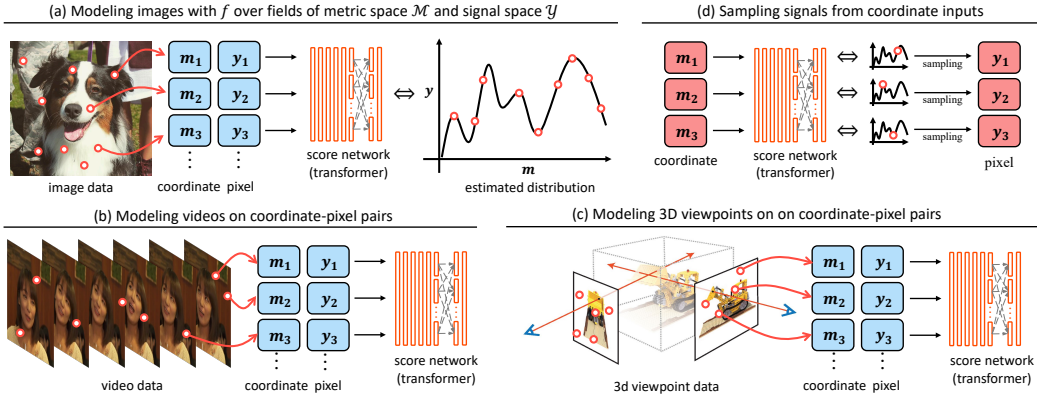 (a) Modeling images with f over fields of metric space ℳ and signal space 𝒴
m1 y1
m2 y2
m3 y3
⋮ ⋮
image data
coordinate pixel
score network
(transformer)
⇔
y
m
estimated distribution
(d) Sampling signals from coordinate inputs
m1 ⇔ sampling y1
m2 ⇔ sampling y2
m3 ⇔ sampling y3
coordinate
score network
(transformer)
pixel
(b) Modeling videos on coordinate-pixel pairs
m1 y1
m2 y2
m3 y3
⋮ ⋮
video data
coordinate pixel
score network
(transformer)
(c) Modeling 3D viewpoints on on coordinate-pixel pairs
m1 y1
m2 y2
m3 y3
⋮ ⋮
3d viewpoint data
coordinate pixel
score network
(transformer)